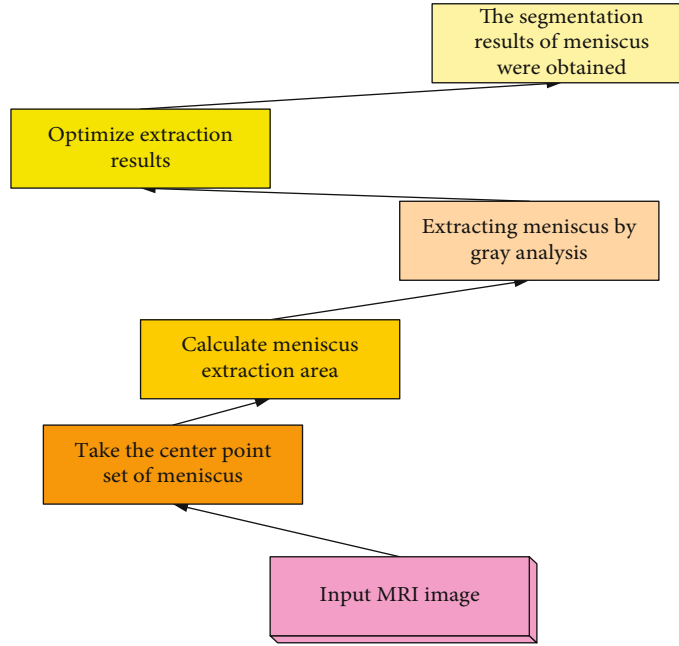 The segmentation
results of meniscus
were obtained
Optimize extraction
results
Extracting meniscus by
gray analysis
Calculate meniscus
extraction area
Take the center point
set of meniscus
Input MRI image